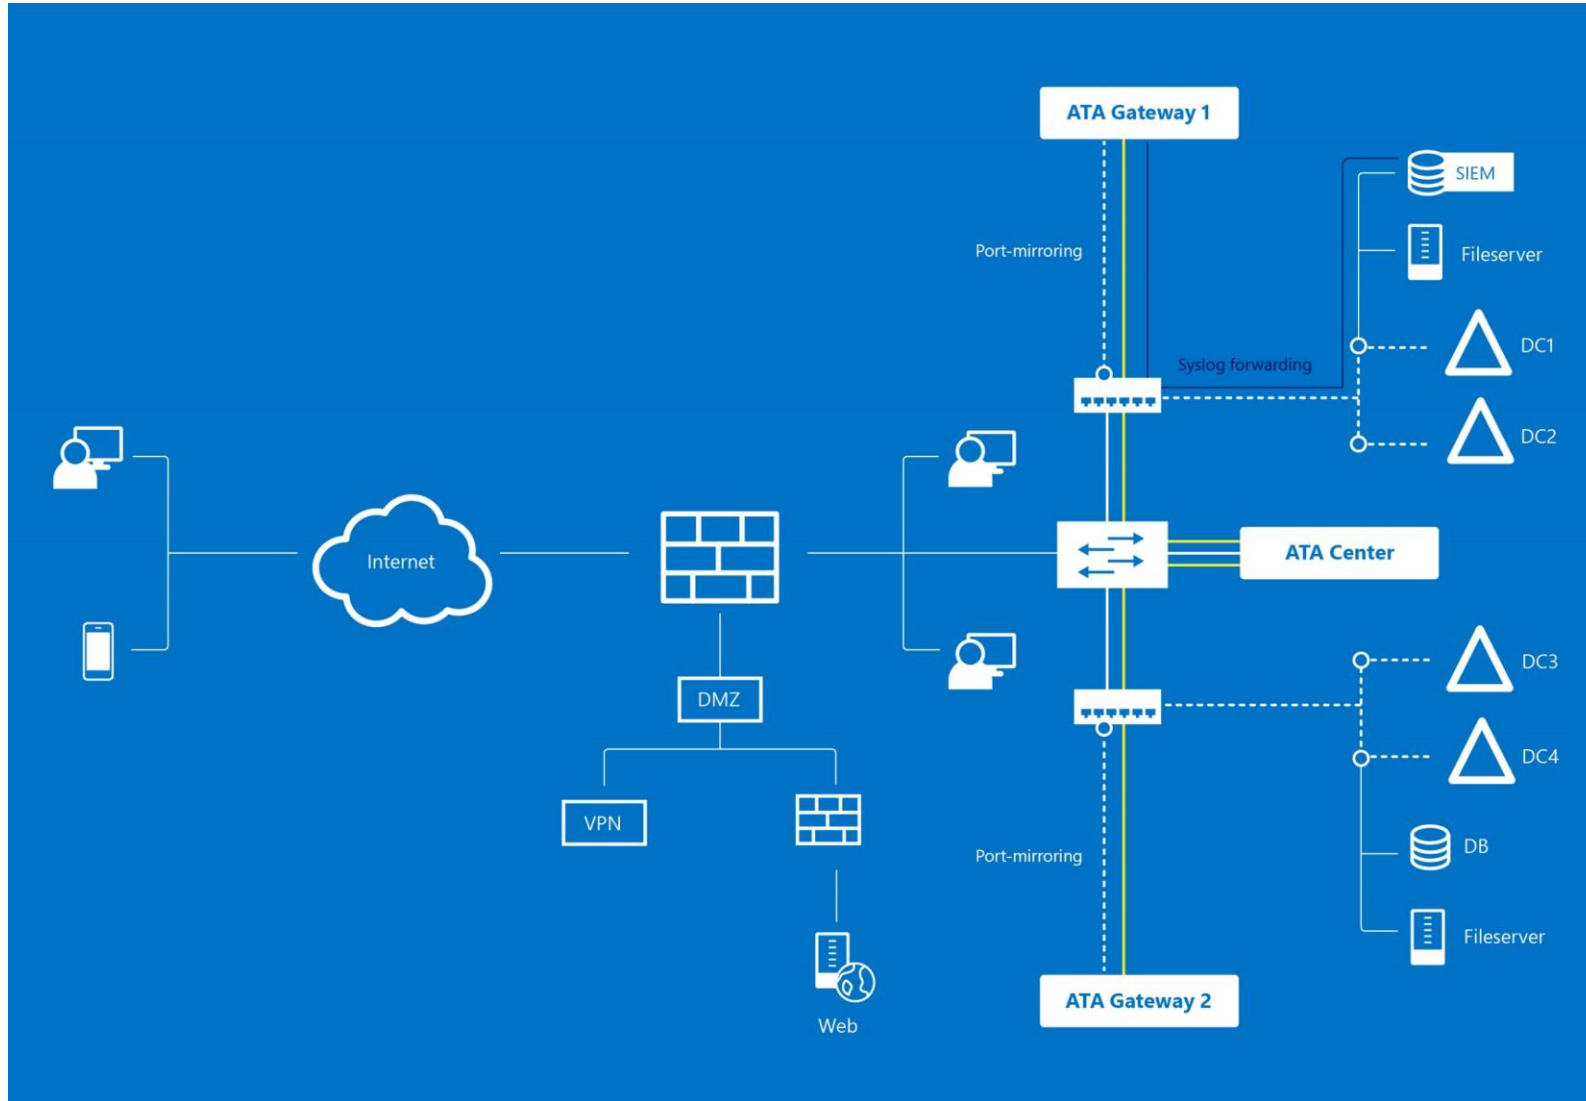 ATA Gateway 1
SIEM
Port-mirroring
Fileserver
DC1
Syslog forwarding
DC2
Internet
ATA Center
DC3
DMZ
DC4
VPN
DB
Port-mirroring
Fileserver
ATA Gateway 2
Web